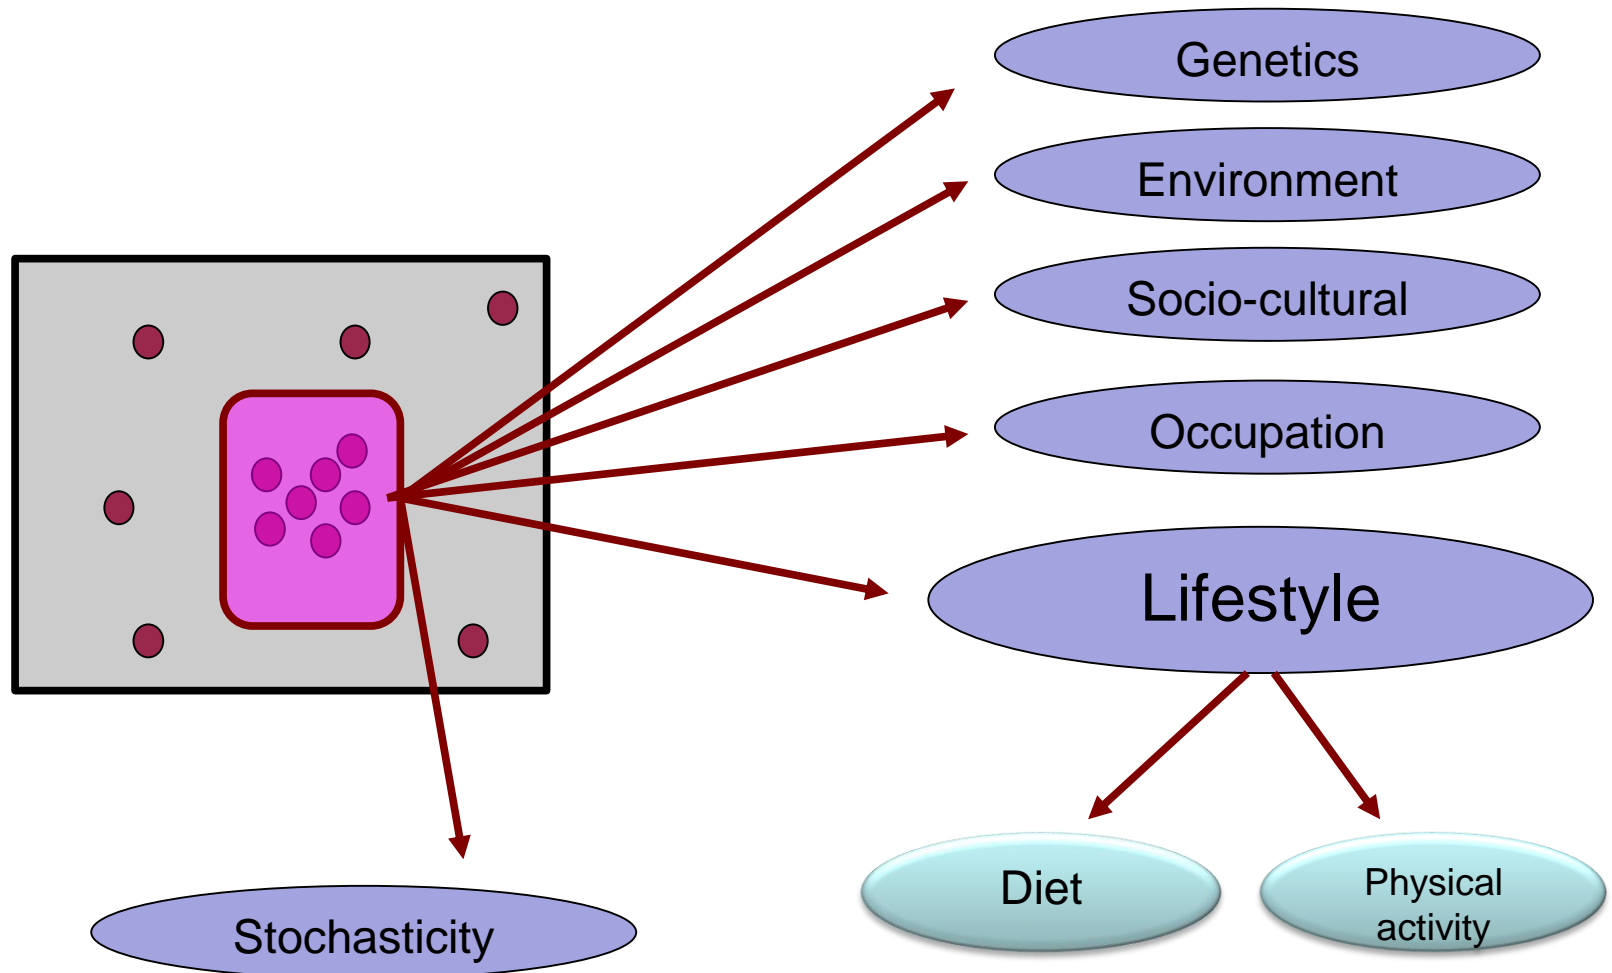 Genetics
Environment
Socio-cultural
Occupation
Lifestyle
Diet
Physical
activity
Stochasticity